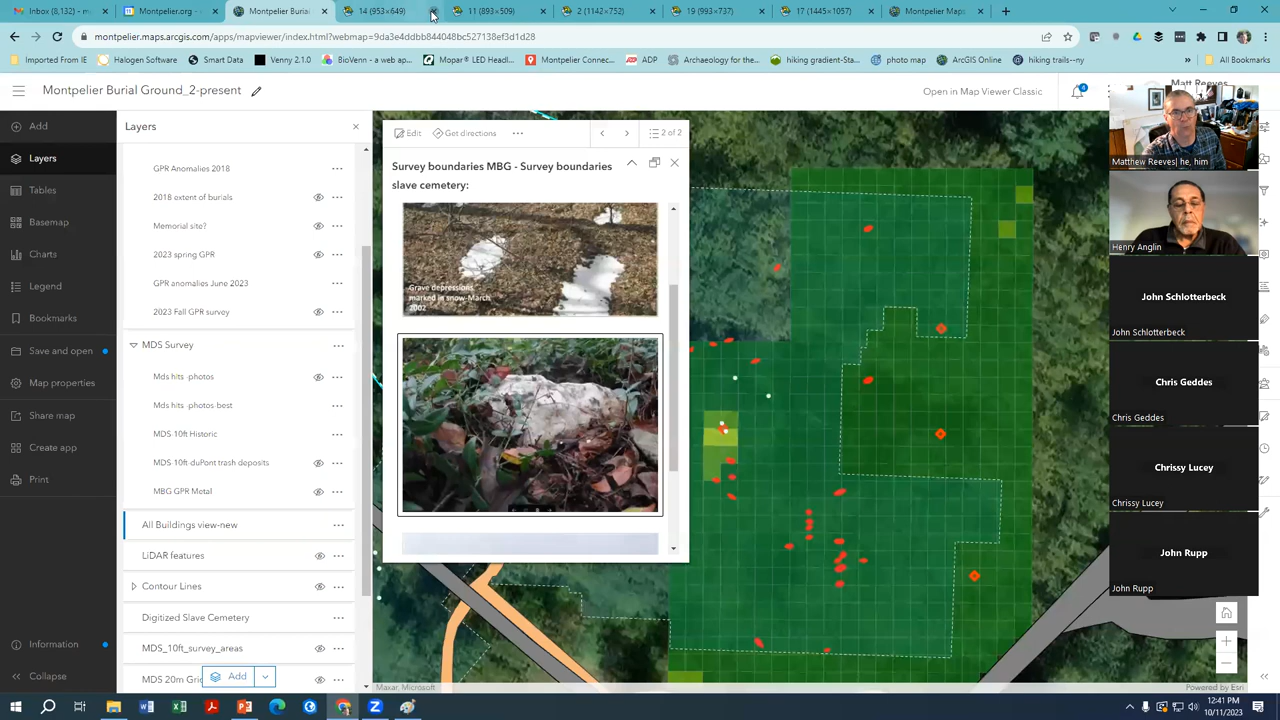 Inbox (8,132) - m
Montpelier.org -
Montpelier Burial
14 (953×649)
11 (893×509)
2 (1142×752)
19 (993×737)
17 (1445×1057)
Montpelier Map:
montpelier.maps.arcgis.com/apps/mapviewer/index.html?webmap=9da3e4ddbb844048bc527138ef3d1d28
Imported From IE
Halogen Software
Smart Data
Venny 2.1.0
BioVenn - a web ap...
Mopar® LED Headl...
Montpelier Connec...
ADP
Archaeology for the...
hiking gradient-Sta...
photo map
ArcGIS Online
hiking trails--ny
All Bookmarks
Montpelier Burial Ground_2-present
Open in Map Viewer Classic
4
Matt Reeves
Add
Layers
Tables
Basemap
Charts
Legend
Bookmarks
Save and open
Map properties
Share map
Create app
Print
Information
Collapse
Layers
GPR Anomalies 2018
2018 extent of burials
Memorial site?
2023 spring GPR
GPR anomalies June 2023
2023 Fall GPR survey
MDS Survey
Mds hits -photos
Mds hits -photos-best
MDS-10ft Historic
MDS-10ft-duPont trash deposits
MBG GPR Metal
All Buildings view-new
LiDAR features
Contour Lines
Digitized Slave Cemetery
MDS_10ft_survey_areas
MDS 20m Gri
Add
Edit
Get directions
2 of 2
Survey boundaries MBG - Survey boundaries
slave cemetery:
Grave depressions
marked in snow-March
2002
Matthew Reeves| he, him
Henry Anglin
John Schlotterbeck
John Schlotterbeck
Chris Geddes
Chris Geddes
Chrissy Lucey
Chrissy Lucey
John Rupp
John Rupp
Maxar, Microsoft
Powered by Esri
12:41 PM
10/11/2023